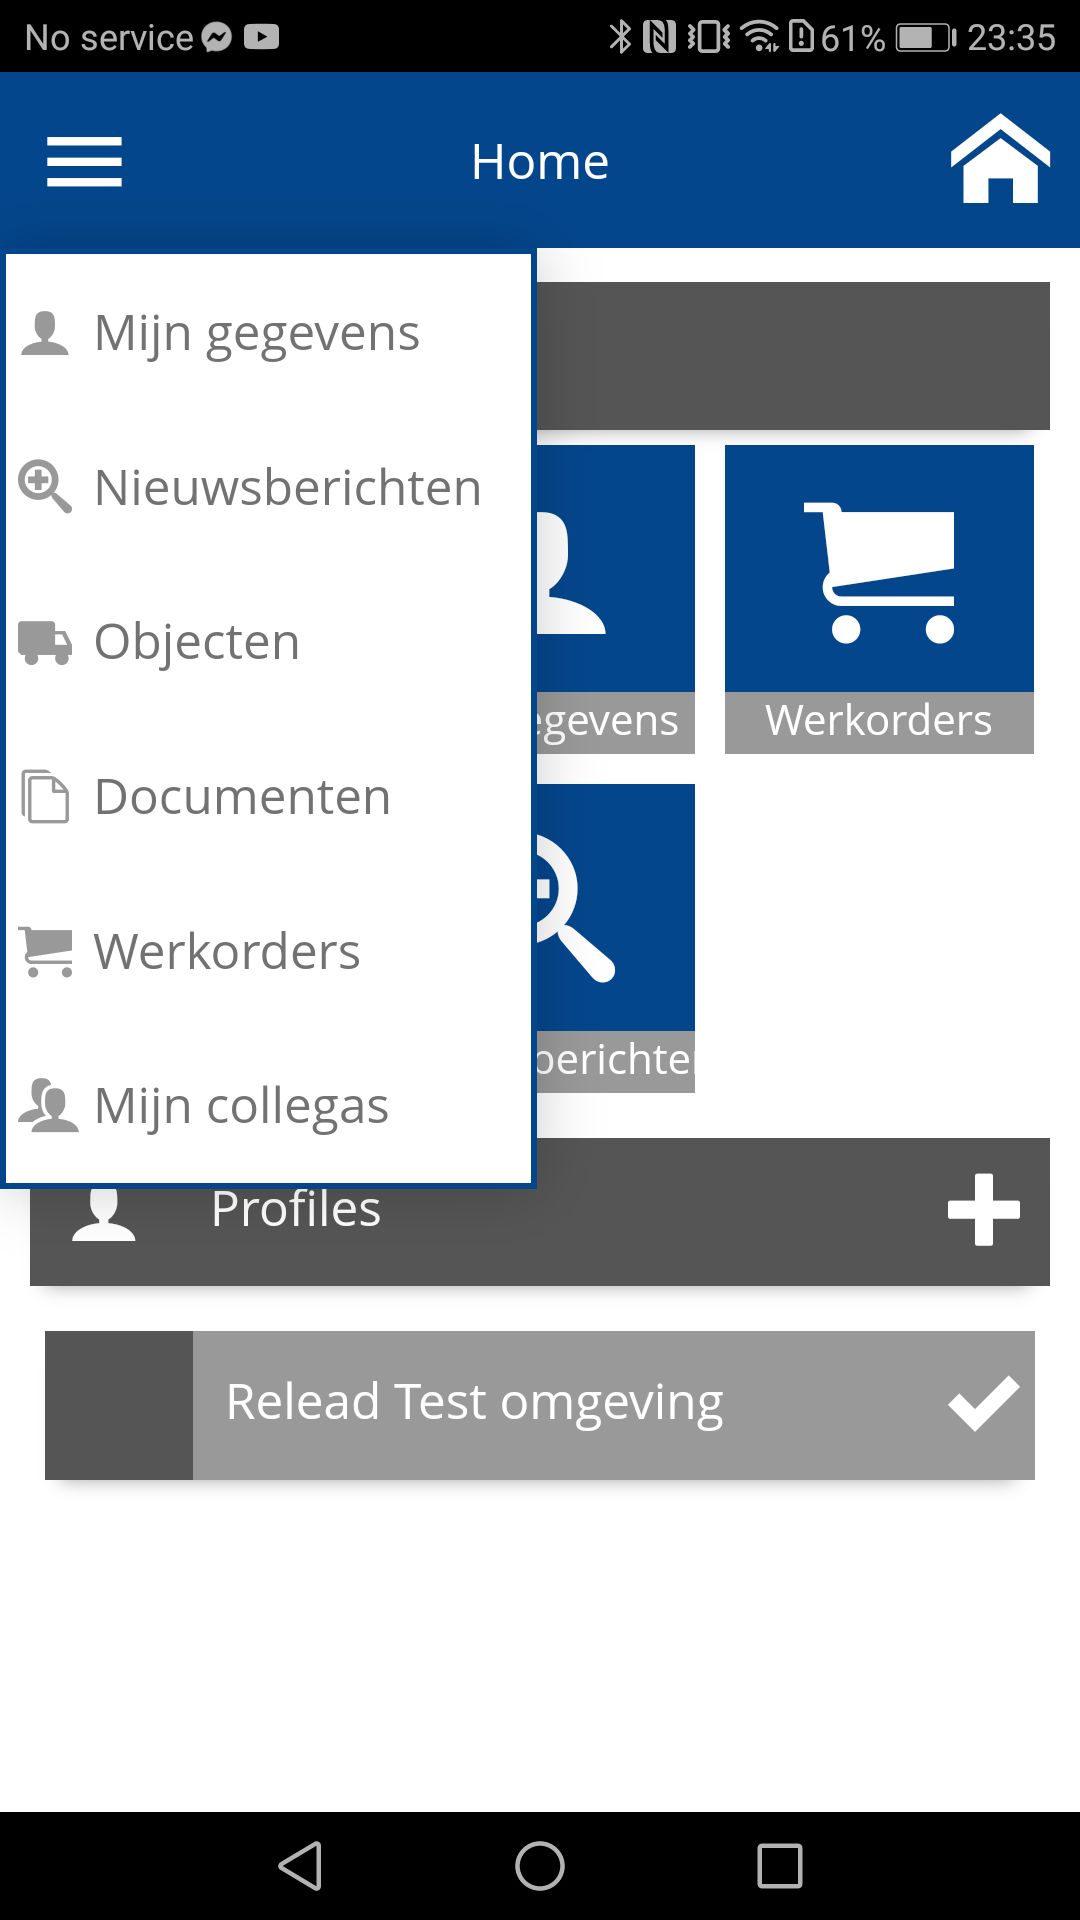 No service 61% 23:35
Home
Mijn gegevens
Nieuwsberichten
Objecten
Documenten
Werkorders
Mijn collegas
egevens
Werkorders
berichte
Profiles
Relead Test omgeving